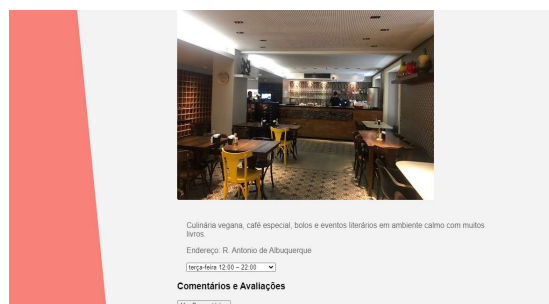 Culinária vegana, café especial, bolos e eventos literários em ambiente calmo com muitos
livros.
Endereço: R. Antonio de Albuquerque
terça-feira 12:00 – 22:00
Comentários e Avaliações